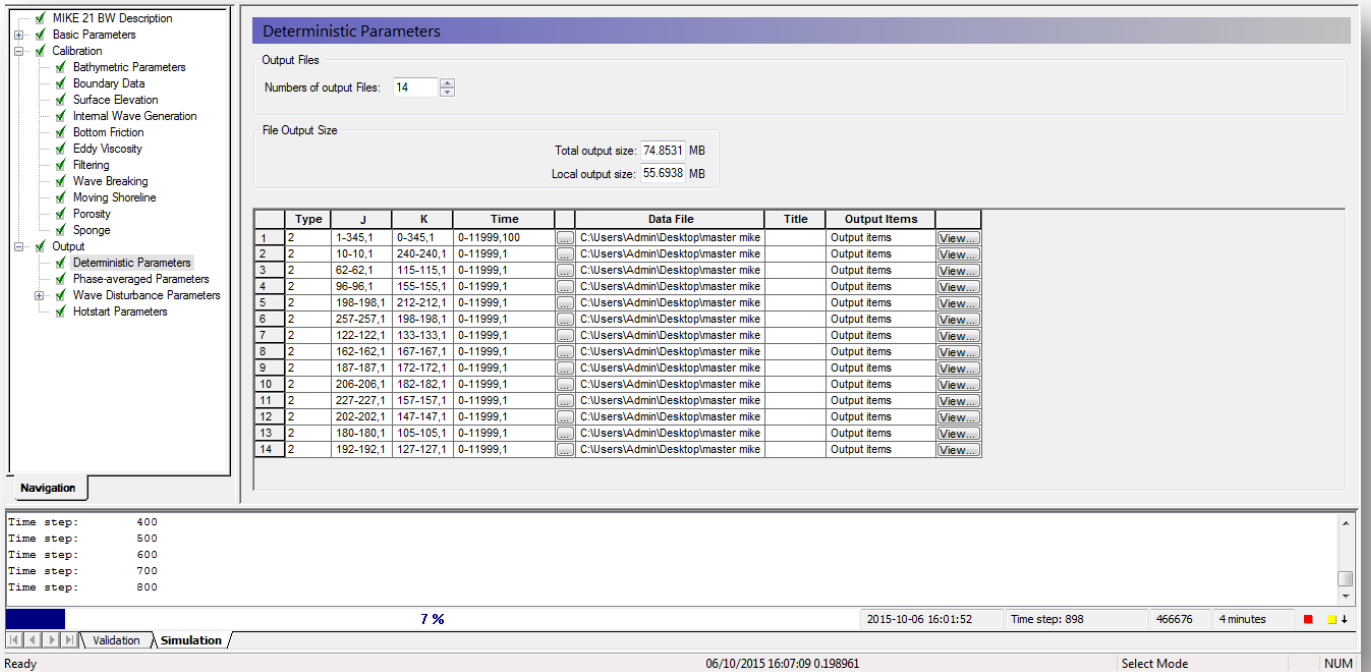 MIKE 21 BW Description
Basic Parameters
Calibration
Bathymetric Parameters
Boundary Data
Surface Elevation
Internal Wave Generation
Bottom Friction
Eddy Viscosity
Filtering
Wave Breaking
Moving Shoreline
Porosity
Sponge
Output
Deterministic Parameters
Phase-averaged Parameters
Wave Disturbance Parameters
Hotstart Parameters
Navigation
Deterministic Parameters
Output Files
Numbers of output Files: 14
File Output Size
Total output size: 74.8531 MB
Local output size: 55.6938 MB
Type J K Time Data File Title Output Items
1 2 1-345,1 0-345,1 0-11999,100 ... C:\Users\Admin\Desktop\master mike Output items View...
2 2 10-10,1 240-240,1 0-11999,1 ... C:\Users\Admin\Desktop\master mike Output items View...
3 2 62-62,1 115-115,1 0-11999,1 ... C:\Users\Admin\Desktop\master mike Output items View...
4 2 96-96,1 155-155,1 0-11999,1 ... C:\Users\Admin\Desktop\master mike Output items View...
5 2 198-198,1 212-212,1 0-11999,1 ... C:\Users\Admin\Desktop\master mike Output items View...
6 2 257-257,1 198-198,1 0-11999,1 ... C:\Users\Admin\Desktop\master mike Output items View...
7 2 122-122,1 133-133,1 0-11999,1 ... C:\Users\Admin\Desktop\master mike Output items View...
8 2 162-162,1 167-167,1 0-11999,1 ... C:\Users\Admin\Desktop\master mike Output items View...
9 2 187-187,1 172-172,1 0-11999,1 ... C:\Users\Admin\Desktop\master mike Output items View...
10 2 206-206,1 182-182,1 0-11999,1 ... C:\Users\Admin\Desktop\master mike Output items View...
11 2 227-227,1 157-157,1 0-11999,1 ... C:\Users\Admin\Desktop\master mike Output items View...
12 2 202-202,1 147-147,1 0-11999,1 ... C:\Users\Admin\Desktop\master mike Output items View...
13 2 180-180,1 105-105,1 0-11999,1 ... C:\Users\Admin\Desktop\master mike Output items View...
14 2 192-192,1 127-127,1 0-11999,1 ... C:\Users\Admin\Desktop\master mike Output items View...
Time step: 400
Time step: 500
Time step: 600
Time step: 700
Time step: 800
7 % 2015-10-06 16:01:52 Time step: 898 466676 4 minutes
Validation Simulation
Ready 06/10/2015 16:07:09 0.198961 Select Mode NUM